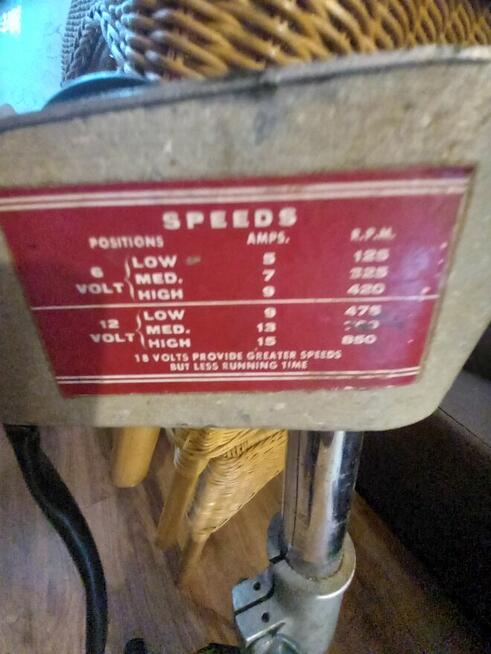 SPEEDS
POSITIONS AMPS. R.P.M.
6 VOLT LOW 5 125
MED. 7 325
HIGH 9 420
12 VOLT LOW 9 475
MED. 13
HIGH 15 850
18 VOLTS PROVIDE GREATER SPEEDS
BUT LESS RUNNING TIME